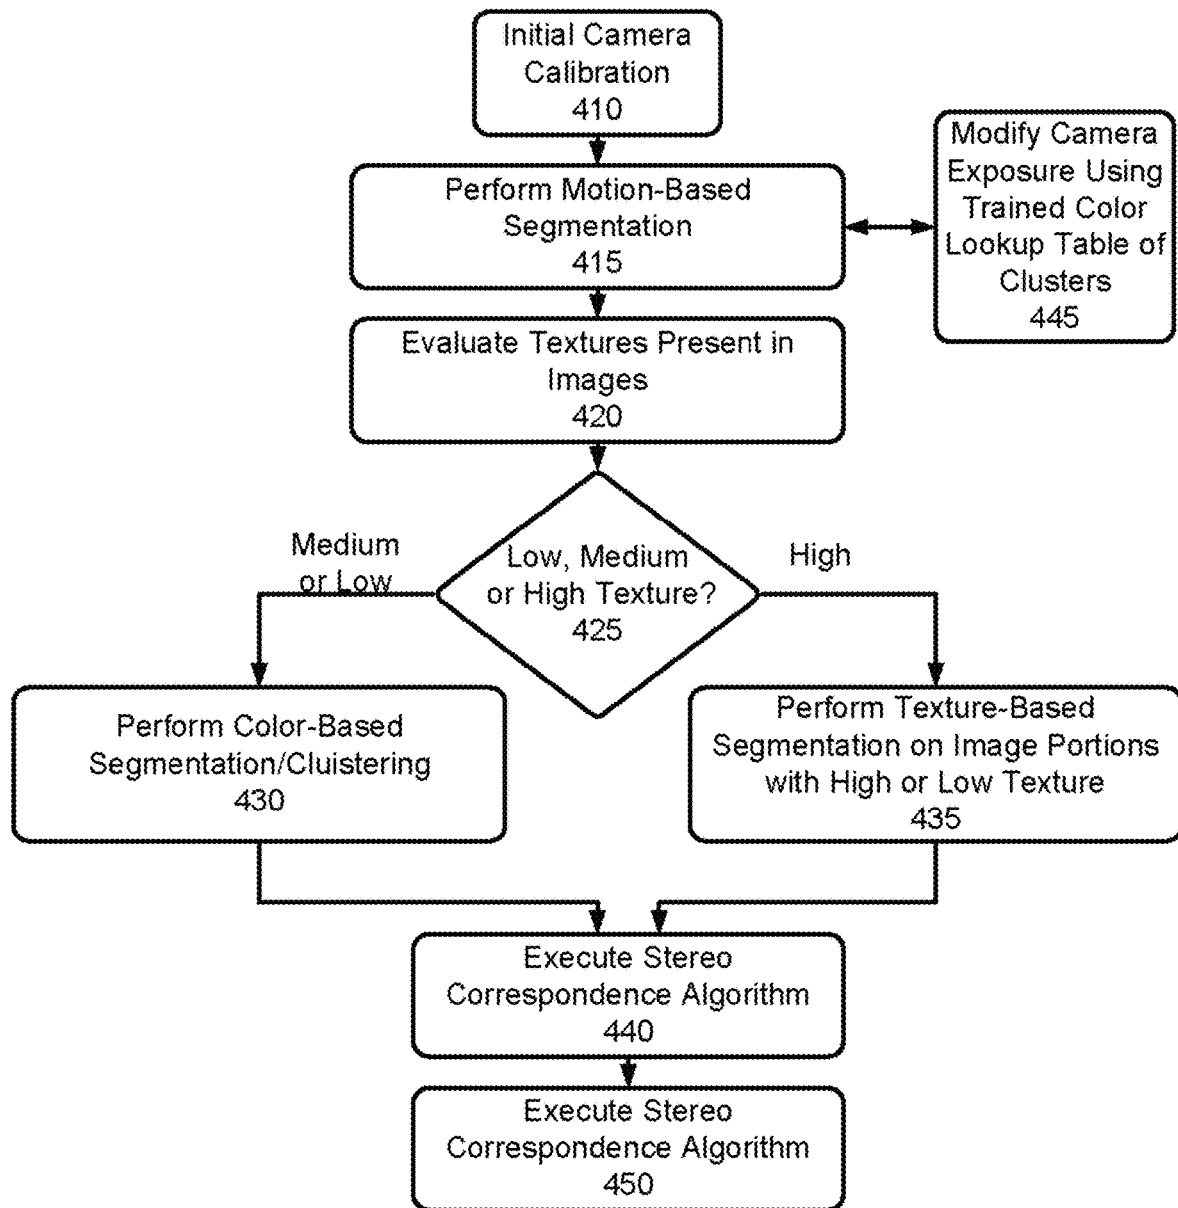 Initial Camera
Calibration
410
Modify Camera
Exposure Using
Trained Color
Lookup Table of
Clusters
445
Perform Motion-Based
Segmentation
415
Evaluate Textures Present in
Images
420
Low, Medium
or High Texture?
425
Medium
or Low
High
Perform Color-Based
Segmentation/Cluistering
430
Perform Texture-Based
Segmentation on Image Portions
with High or Low Texture
435
Execute Stereo
Correspondence Algorithm
440
Execute Stereo
Correspondence Algorithm
450